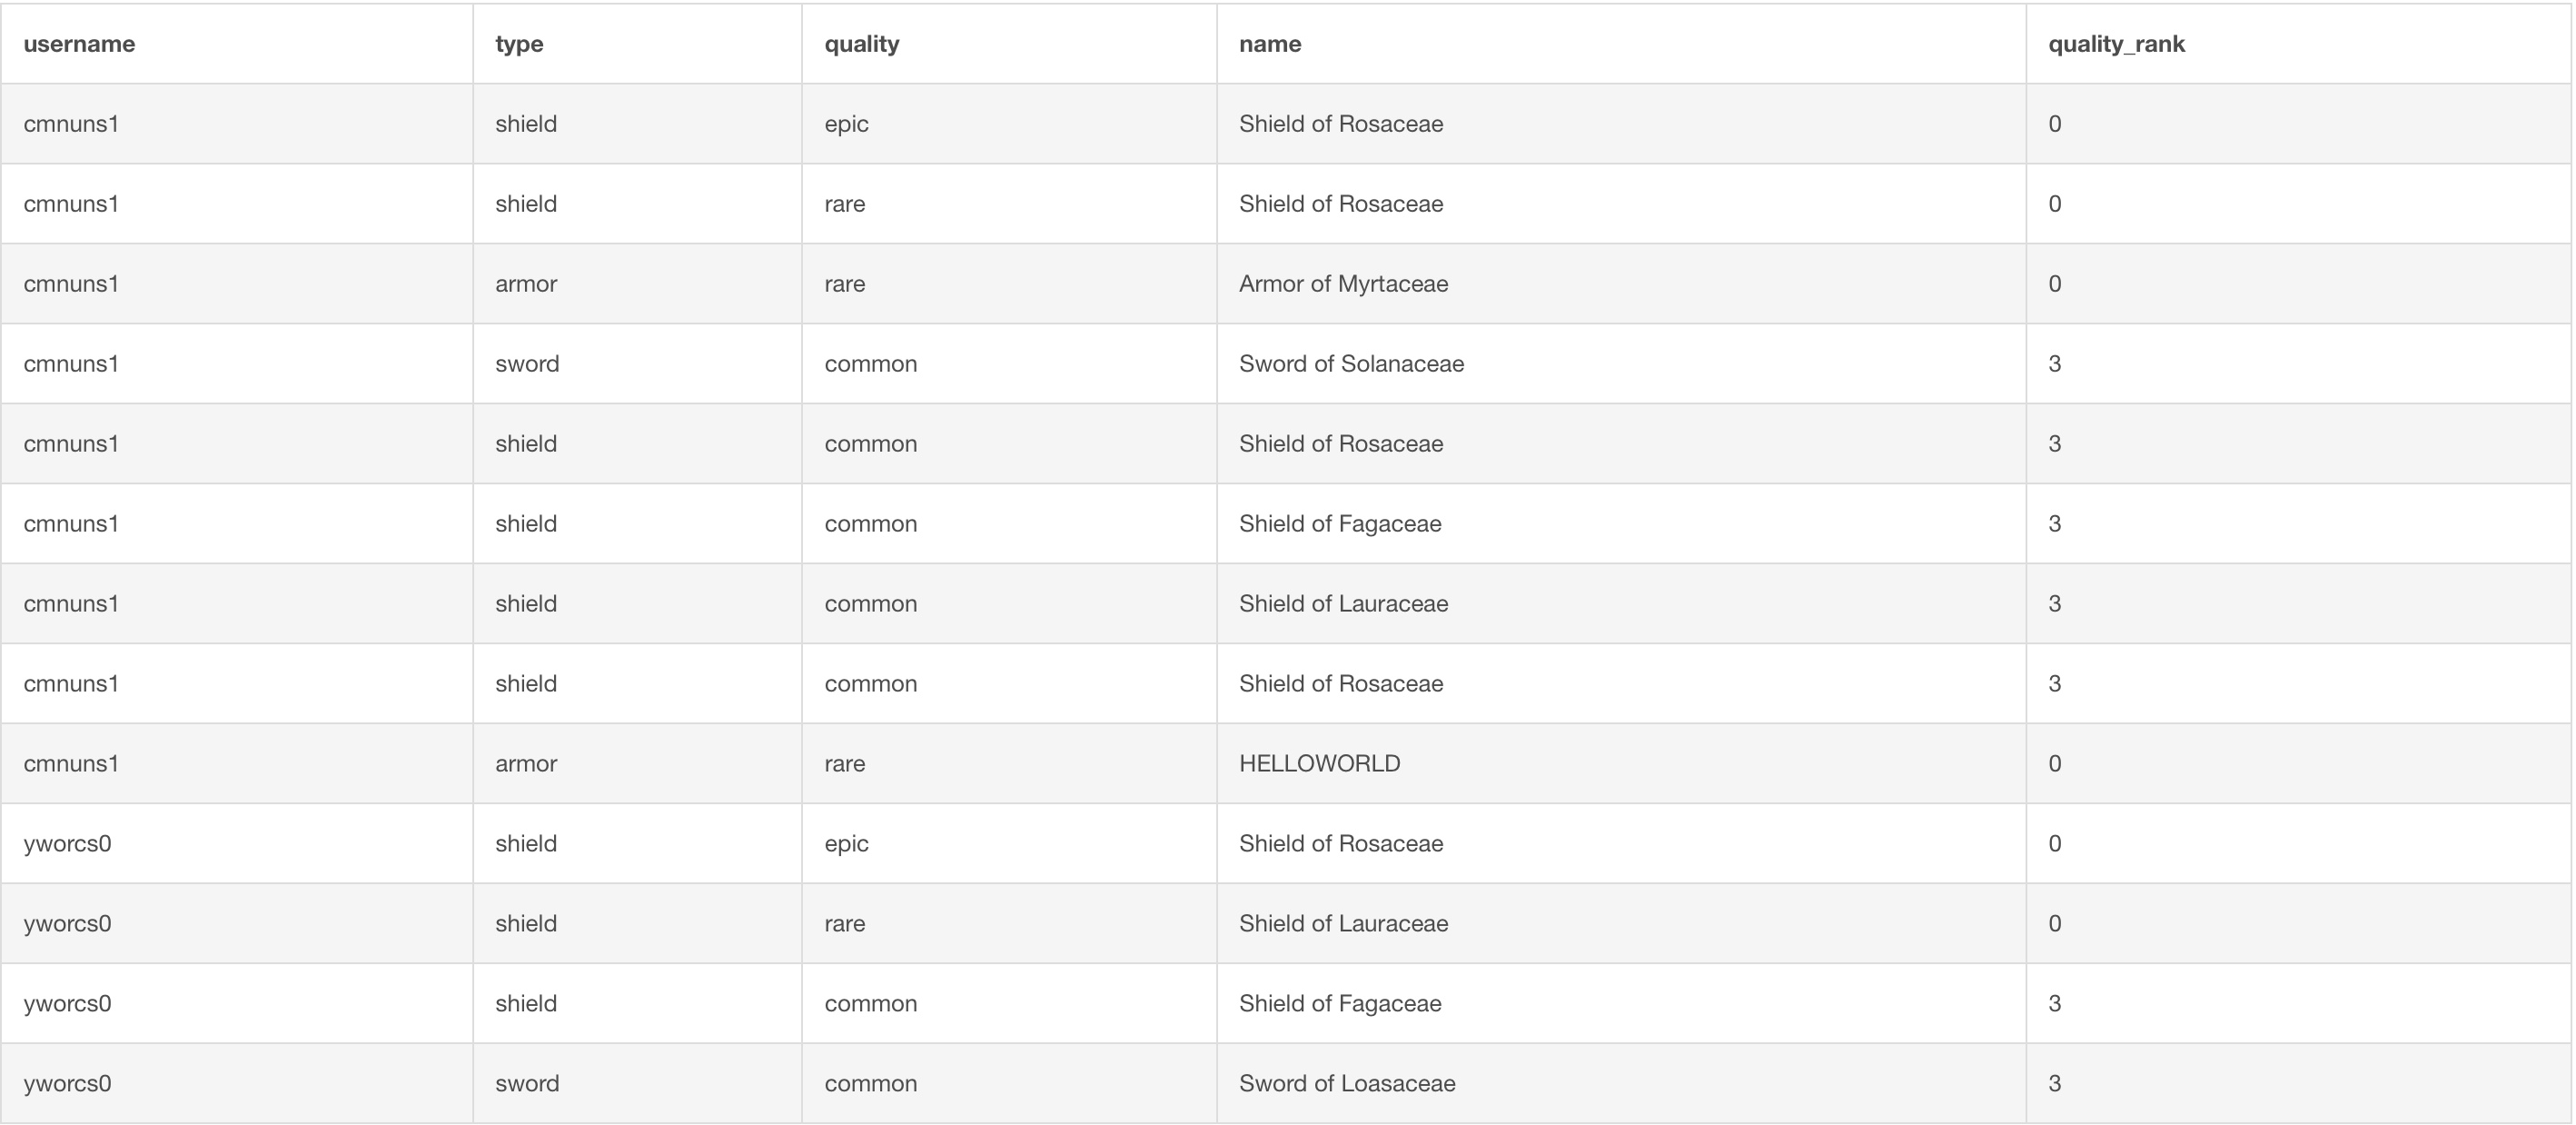 username type quality name quality_rank
cmnuns1 shield epic Shield of Rosaceae 0
cmnuns1 shield rare Shield of Rosaceae 0
cmnuns1 armor rare Armor of Myrtaceae 0
cmnuns1 sword common Sword of Solanaceae 3
cmnuns1 shield common Shield of Rosaceae 3
cmnuns1 shield common Shield of Fagaceae 3
cmnuns1 shield common Shield of Lauraceae 3
cmnuns1 shield common Shield of Rosaceae 3
cmnuns1 armor rare HELLOWORLD 0
yworcs0 shield epic Shield of Rosaceae 0
yworcs0 shield rare Shield of Lauraceae 0
yworcs0 shield common Shield of Fagaceae 3
yworcs0 sword common Sword of Loasaceae 3